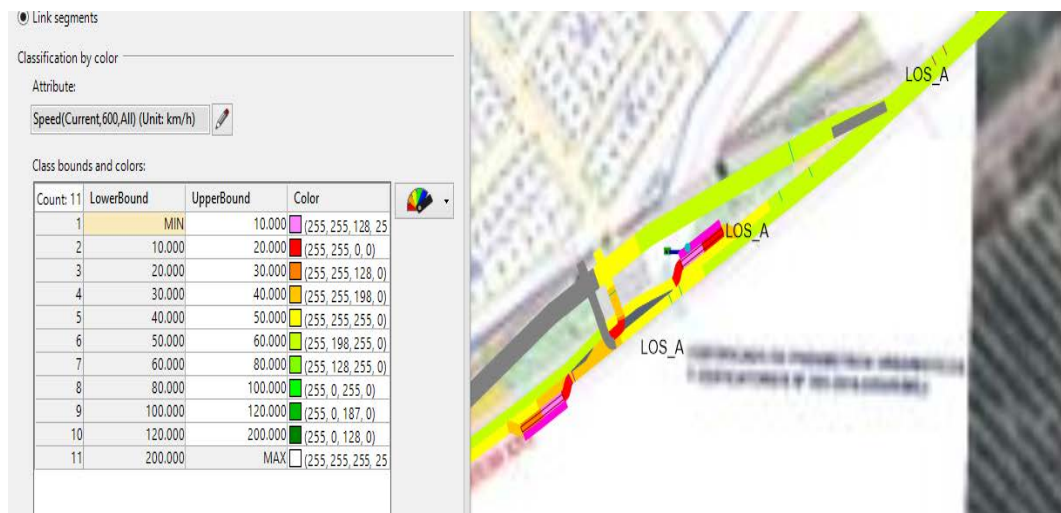 Link segments
Classification by color
Attribute:
Speed(Current,600,All) (Unit: km/h)
Class bounds and colors:
Count: 11 LowerBound UpperBound Color
1 MIN 10.000 (255, 255, 128, 25
2 10.000 20.000 (255, 255, 0, 0)
3 20.000 30.000 (255, 255, 128, 0)
4 30.000 40.000 (255, 255, 198, 0)
5 40.000 50.000 (255, 255, 255, 0)
6 50.000 60.000 (255, 198, 255, 0)
7 60.000 80.000 (255, 128, 255, 0)
8 80.000 100.000 (255, 0, 255, 0)
9 100.000 120.000 (255, 0, 187, 0)
10 120.000 200.000 (255, 0, 128, 0)
11 200.000 MAX (255, 255, 255, 25
LOS_A
LOS_A
LOS_A